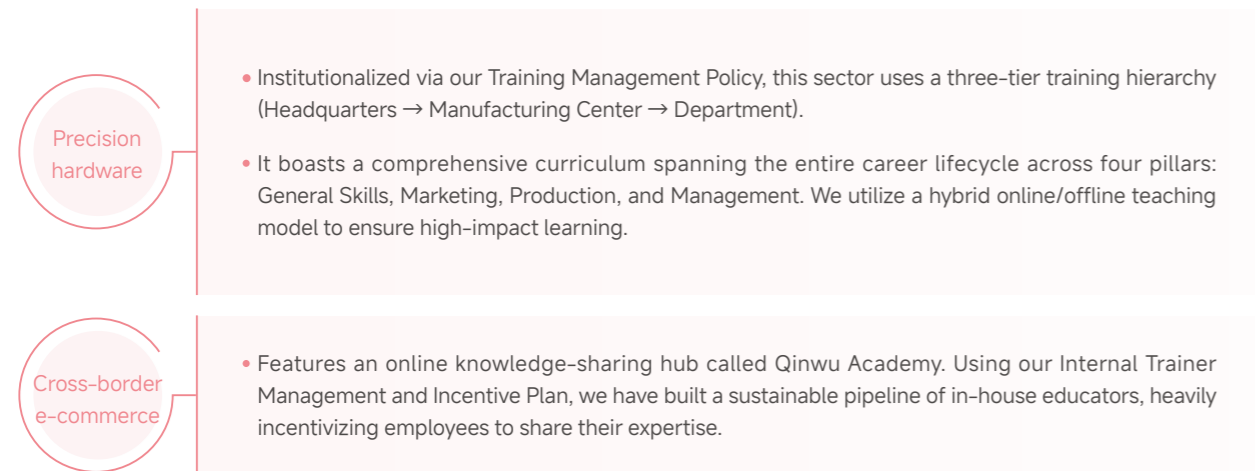 Precision
hardware
• Institutionalized via our Training Management Policy, this sector uses a three-tier training hierarchy
(Headquarters → Manufacturing Center → Department).
• It boasts a comprehensive curriculum spanning the entire career lifecycle across four pillars:
General Skills, Marketing, Production, and Management. We utilize a hybrid online/offline teaching
model to ensure high-impact learning.
Cross-border
e-commerce
• Features an online knowledge-sharing hub called Qinwu Academy. Using our Internal Trainer
Management and Incentive Plan, we have built a sustainable pipeline of in-house educators, heavily
incentivizing employees to share their expertise.